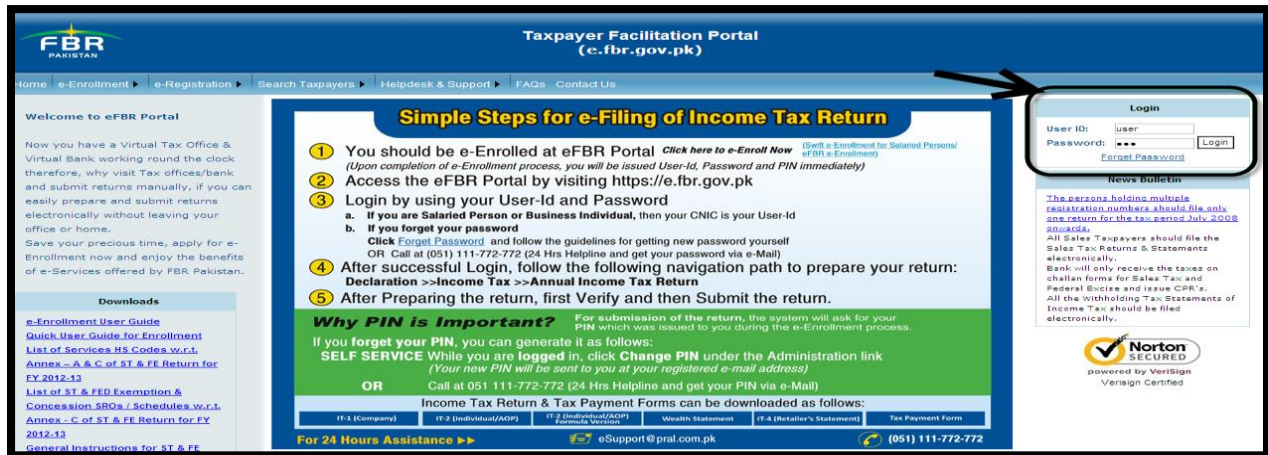 FBR
PAKISTAN
Taxpayer Facilitation Portal
(e.fbr.gov.pk)
Home e-Enrollment e-Registration Search Taxpayers Helpdesk & Support FAQs Contact Us
Welcome to eFBR Portal
Now you have a Virtual Tax Office &
Virtual Bank working round the clock
therefore, why visit Tax offices/bank
and submit returns manually, if you can
easily prepare and submit returns
electronically without leaving your
office or home.
Save your precious time, apply for e-
Enrollment now and enjoy the benefits
of e-Services offered by FBR Pakistan.
Downloads
e-Enrollment User Guide
Quick User Guide for Enrollment
List of Services HS Codes w.r.t.
Annex – A & C of ST & FE Return for
FY 2012-13
List of ST & FED Exemption &
Concession SROs / Schedules w.r.t.
Annex - C of ST & FE Return for FY
2012-13
General Instructions for ST & FE
Simple Steps for e-Filing of Income Tax Return
1 You should be e-Enrolled at eFBR Portal Click here to e-Enroll Now (Swift e-Enrollment for Salaried Persons/
eFBR e-Enrollment)
(Upon completion of e-Enrollment process, you will be issued User-Id, Password and PIN immediately)
2 Access the eFBR Portal by visiting https://e.fbr.gov.pk
3 Login by using your User-Id and Password
a. If you are Salaried Person or Business Individual, then your CNIC is your User-Id
b. If you forget your password
Click Forget Password and follow the guidelines for getting new password yourself
OR Call at (051) 111-772-772 (24 Hrs Helpline and get your password via e-Mail)
4 After successful Login, follow the following navigation path to prepare your return:
Declaration >>Income Tax >>Annual Income Tax Return
5 After Preparing the return, first Verify and then Submit the return.
Why PIN is Important? For submission of the return, the system will ask for your
PIN which was issued to you during the e-Enrollment process.
If you forget your PIN, you can generate it as follows:
SELF SERVICE While you are logged in, click Change PIN under the Administration link
(Your new PIN will be sent to you at your registered e-mail address)
OR Call at 051 111-772-772 (24 Hrs Helpline and get your PIN via e-Mail)
Income Tax Return & Tax Payment Forms can be downloaded as follows:
IT-1 (Company) IT-2 (Individual/AOP) IT-2 (Individual/AOP) Formula Version Wealth Statement IT-4 (Retailer's Statement) Tax Payment Form
For 24 Hours Assistance ►► eSupport@pral.com.pk (051) 111-772-772
Login
User ID: user
Password: ••• Login
Forget Password
News Bulletin
The persons holding multiple
registration numbers should file only
one return for the tax period July 2008
onwards.
All Sales Taxpayers should file the
Sales Tax Returns & Statements
electronically.
Bank will only receive the taxes on
challan forms for Sales Tax and
Federal Excise and issue CPR's.
All the Withholding Tax Statements of
Income Tax should be filed
electronically.
Norton
SECURED
powered by VeriSign
Verisign Certified